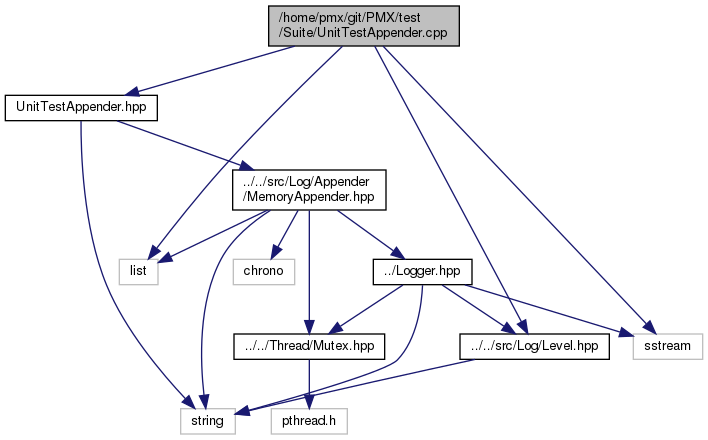 /home/pmx/git/PMX/test
/Suite/UnitTestAppender.cpp
UnitTestAppender.hpp
../../src/Log/Appender
/MemoryAppender.hpp
list
chrono
../Logger.hpp
../../Thread/Mutex.hpp
../../src/Log/Level.hpp
sstream
string
pthread.h